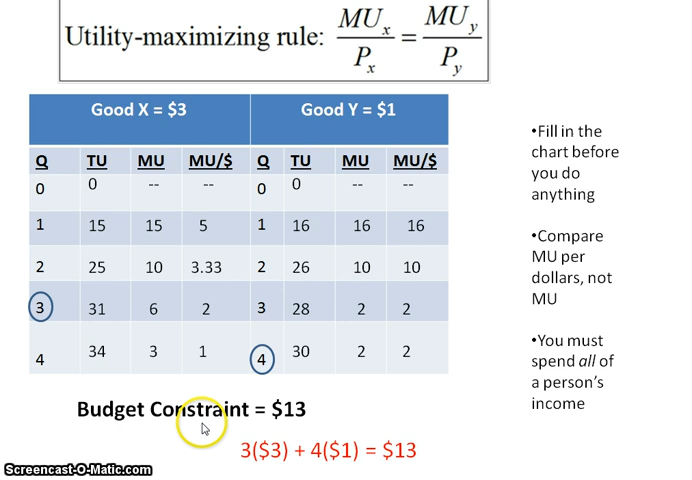 Utility-maximizing rule: MUx/Px = MUy/Py
Good X = $3 Good Y = $1
Q TU MU MU/$ Q TU MU MU/$
0 0 -- -- 0 0 -- --
1 15 15 5 1 16 16 16
2 25 10 3.33 2 26 10 10
3 31 6 2 3 28 2 2
4 34 3 1 4 30 2 2
Budget Constraint = $13
3($3) + 4($1) = $13
•Fill in the
chart before
you do
anything
•Compare
MU per
dollars, not
MU
•You must
spend all of
a person's
income
Screencast-O-Matic.com